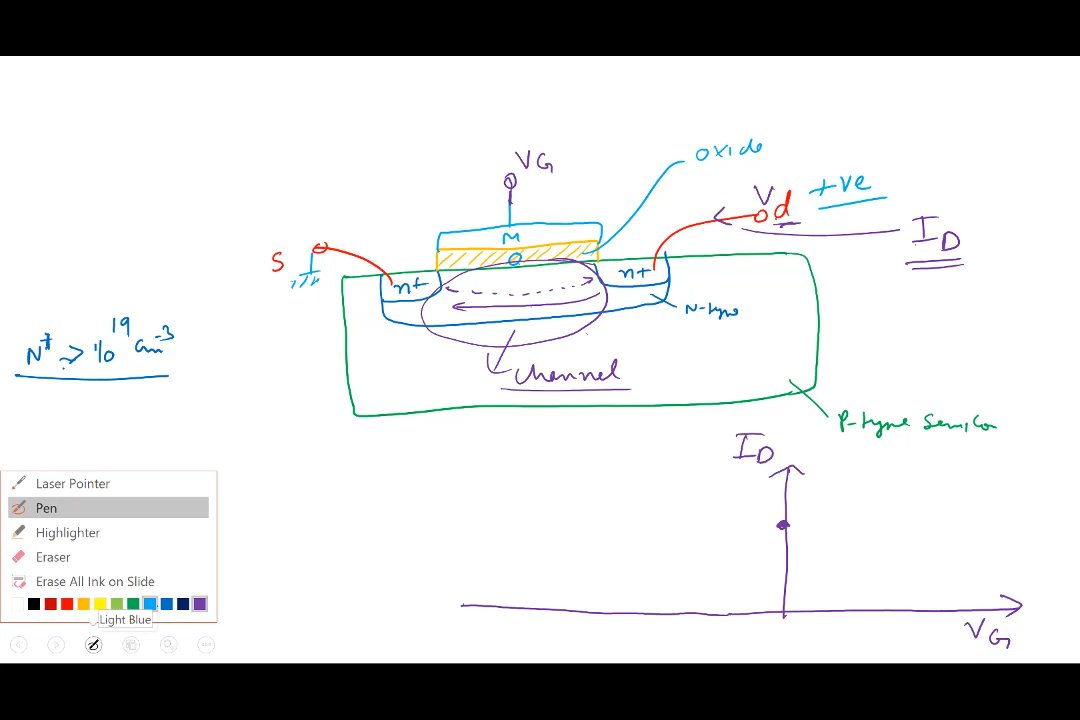 VG
oxide
V
d
+ve
ID
M
O
S
n+
n+
N-type
N+ > 10^19 cm^-3
channel
P-type Semicon
ID
VG
Laser Pointer
Pen
Highlighter
Eraser
Erase All Ink on Slide
Light Blue